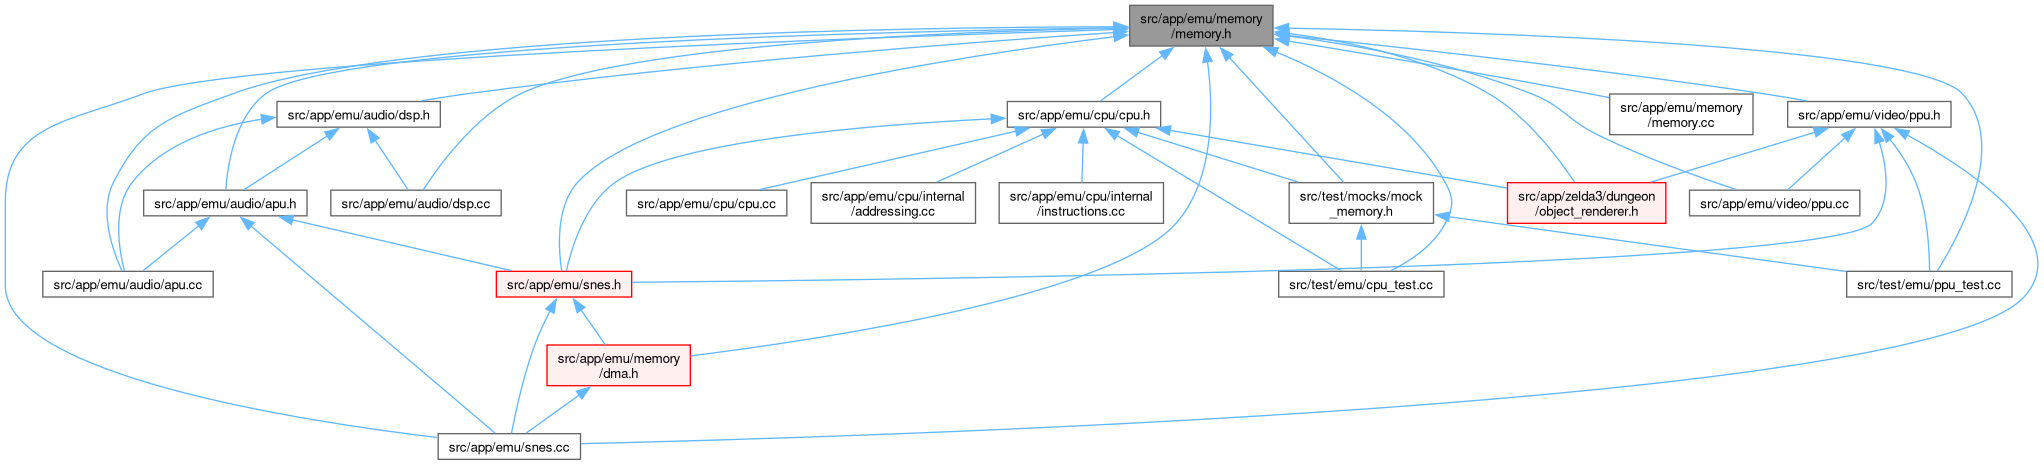 src/app/emu/memory
/memory.h
src/app/emu/audio/dsp.h
src/app/emu/cpu/cpu.h
src/app/emu/memory
/memory.cc
src/app/emu/video/ppu.h
src/app/emu/audio/apu.h
src/app/emu/audio/dsp.cc
src/app/emu/cpu/cpu.cc
src/app/emu/cpu/internal
/addressing.cc
src/app/emu/cpu/internal
/instructions.cc
src/test/mocks/mock
_memory.h
src/app/zelda3/dungeon
/object_renderer.h
src/app/emu/video/ppu.cc
src/app/emu/audio/apu.cc
src/app/emu/snes.h
src/test/emu/cpu_test.cc
src/test/emu/ppu_test.cc
src/app/emu/memory
/dma.h
src/app/emu/snes.cc